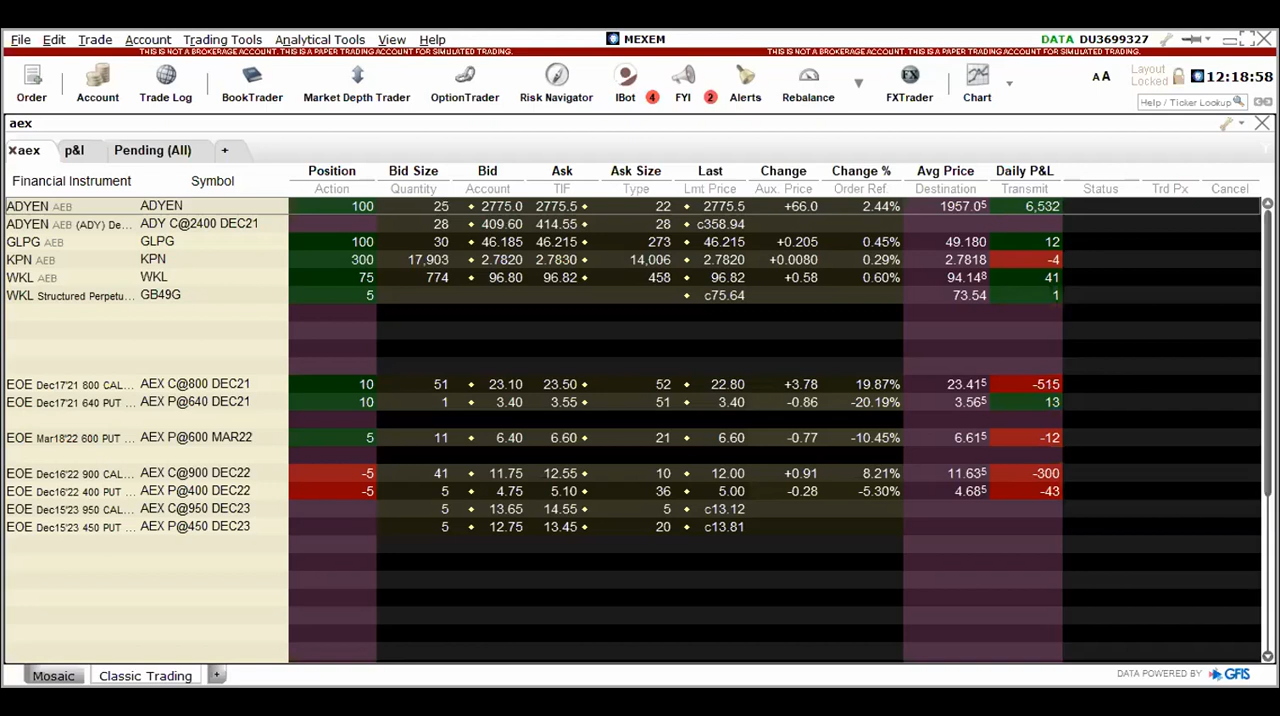 File Edit Trade Account Trading Tools Analytical Tools View Help MEXEM DATA DU3699327
THIS IS NOT A BROKERAGE ACCOUNT. THIS IS A PAPER TRADING ACCOUNT FOR SIMULATED TRADING. THIS IS NOT A BROKERAGE ACCOUNT. THIS IS A PAPER TRADING ACCOUNT FOR SIMULATED TRADING.
Order Account Trade Log BookTrader Market Depth Trader OptionTrader Risk Navigator IBot 4 FYI 2 Alerts Rebalance FX FXTrader Chart AA Layout Locked 12:18:58
Help / Ticker Lookup
aex
aex p&l Pending (All) +
Financial Instrument Symbol Position Bid Size Bid Ask Ask Size Last Change Change % Avg Price Daily P&L
Action Quantity Account TIF Type Lmt Price Aux. Price Order Ref. Destination Transmit Status Trd Px Cancel
ADYEN AEB ADYEN 100 25 2775.0 2775.5 22 2775.5 +66.0 2.44% 1957.0⁵ 6,532
ADYEN AEB (ADY) De... ADY C@2400 DEC21 28 409.60 414.55 28 c358.94
GLPG AEB GLPG 100 30 46.185 46.215 273 46.215 +0.205 0.45% 49.180 12
KPN AEB KPN 300 17,903 2.7820 2.7830 14,006 2.7820 +0.0080 0.29% 2.7818 -4
WKL AEB WKL 75 774 96.80 96.82 458 96.82 +0.58 0.60% 94.14⁸ 41
WKL Structured Perpetu... GB49G 5 c75.64 73.54 1
EOE Dec17'21 800 CAL... AEX C@800 DEC21 10 51 23.10 23.50 52 22.80 +3.78 19.87% 23.41⁵ -515
EOE Dec17'21 640 PUT ... AEX P@640 DEC21 10 1 3.40 3.55 51 3.40 -0.86 -20.19% 3.56⁵ 13
EOE Mar18'22 600 PUT ... AEX P@600 MAR22 5 11 6.40 6.60 21 6.60 -0.77 -10.45% 6.61⁵ -12
EOE Dec16'22 900 CAL... AEX C@900 DEC22 -5 41 11.75 12.55 10 12.00 +0.91 8.21% 11.63⁵ -300
EOE Dec16'22 400 PUT ... AEX P@400 DEC22 -5 5 4.75 5.10 36 5.00 -0.28 -5.30% 4.68⁵ -43
EOE Dec15'23 950 CAL... AEX C@950 DEC23 5 13.65 14.55 5 c13.12
EOE Dec15'23 450 PUT ... AEX P@450 DEC23 5 12.75 13.45 20 c13.81
Mosaic Classic Trading + DATA POWERED BY GFIS